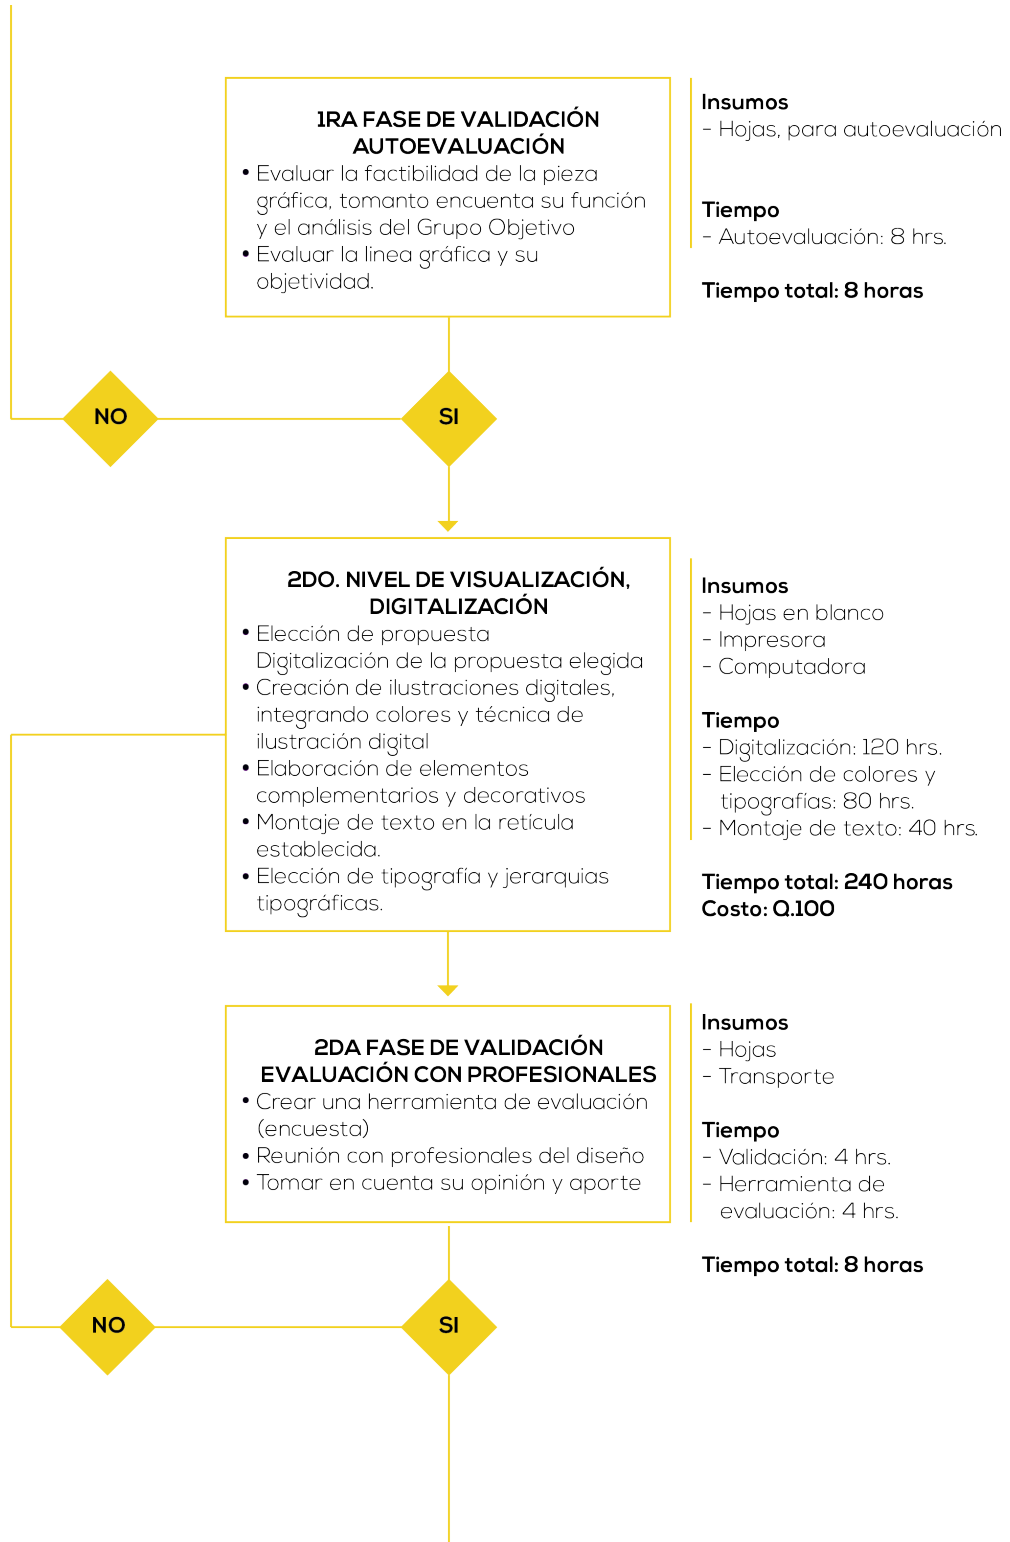 1RA FASE DE VALIDACIÓN
AUTOEVALUACIÓN
• Evaluar la factibilidad de la pieza
gráfica, tomanto encuenta su función
y el análisis del Grupo Objetivo
• Evaluar la linea gráfica y su
objetividad.
Insumos
- Hojas, para autoevaluación
Tiempo
- Autoevaluación: 8 hrs.
Tiempo total: 8 horas
NO
SI
2DO. NIVEL DE VISUALIZACIÓN,
DIGITALIZACIÓN
• Elección de propuesta
Digitalización de la propuesta elegida
• Creación de ilustraciones digitales,
integrando colores y técnica de
ilustración digital
• Elaboración de elementos
complementarios y decorativos
• Montaje de texto en la retícula
establecida.
• Elección de tipografía y jerarquias
tipográficas.
Insumos
- Hojas en blanco
- Impresora
- Computadora
Tiempo
- Digitalización: 120 hrs.
- Elección de colores y
tipografías: 80 hrs.
- Montaje de texto: 40 hrs.
Tiempo total: 240 horas
Costo: Q.100
2DA FASE DE VALIDACIÓN
EVALUACIÓN CON PROFESIONALES
• Crear una herramienta de evaluación
(encuesta)
• Reunión con profesionales del diseño
• Tomar en cuenta su opinión y aporte
Insumos
- Hojas
- Transporte
Tiempo
- Validación: 4 hrs.
- Herramienta de
evaluación: 4 hrs.
Tiempo total: 8 horas
NO
SI